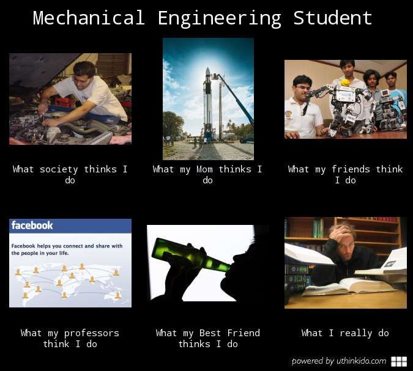 Mechanical Engineering Student
What society thinks I
do
What my Mom thinks I
do
What my friends think
I do
facebook
Facebook helps you connect and share with
the people in your life.
What my professors
think I do
What my Best Friend
thinks I do
What I really do
powered by uthinkido.com